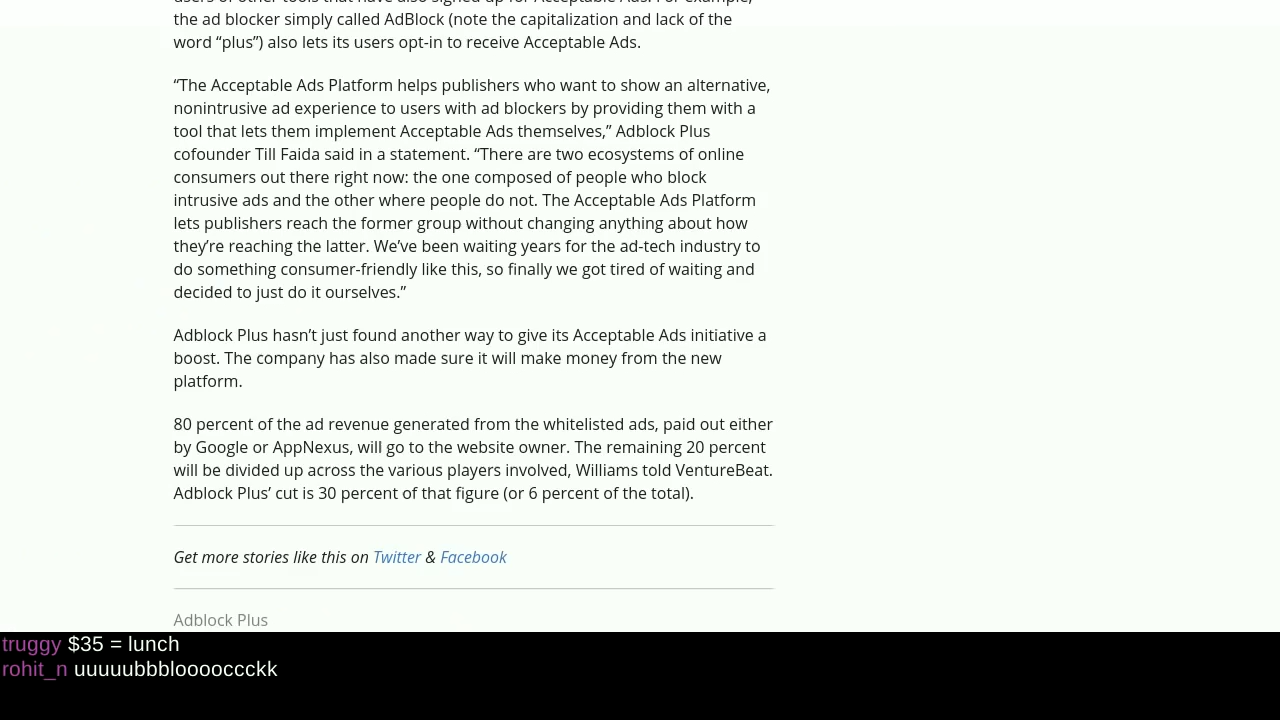 the ad blocker simply called AdBlock (note the capitalization and lack of the
word “plus”) also lets its users opt-in to receive Acceptable Ads.
“The Acceptable Ads Platform helps publishers who want to show an alternative,
nonintrusive ad experience to users with ad blockers by providing them with a
tool that lets them implement Acceptable Ads themselves,” Adblock Plus
cofounder Till Faida said in a statement. “There are two ecosystems of online
consumers out there right now: the one composed of people who block
intrusive ads and the other where people do not. The Acceptable Ads Platform
lets publishers reach the former group without changing anything about how
they’re reaching the latter. We’ve been waiting years for the ad-tech industry to
do something consumer-friendly like this, so finally we got tired of waiting and
decided to just do it ourselves.”
Adblock Plus hasn’t just found another way to give its Acceptable Ads initiative a
boost. The company has also made sure it will make money from the new
platform.
80 percent of the ad revenue generated from the whitelisted ads, paid out either
by Google or AppNexus, will go to the website owner. The remaining 20 percent
will be divided up across the various players involved, Williams told VentureBeat.
Adblock Plus’ cut is 30 percent of that figure (or 6 percent of the total).
Get more stories like this on Twitter & Facebook
Adblock Plus
truggy $35 = lunch
rohit_n uuuuubbbloooocccckk